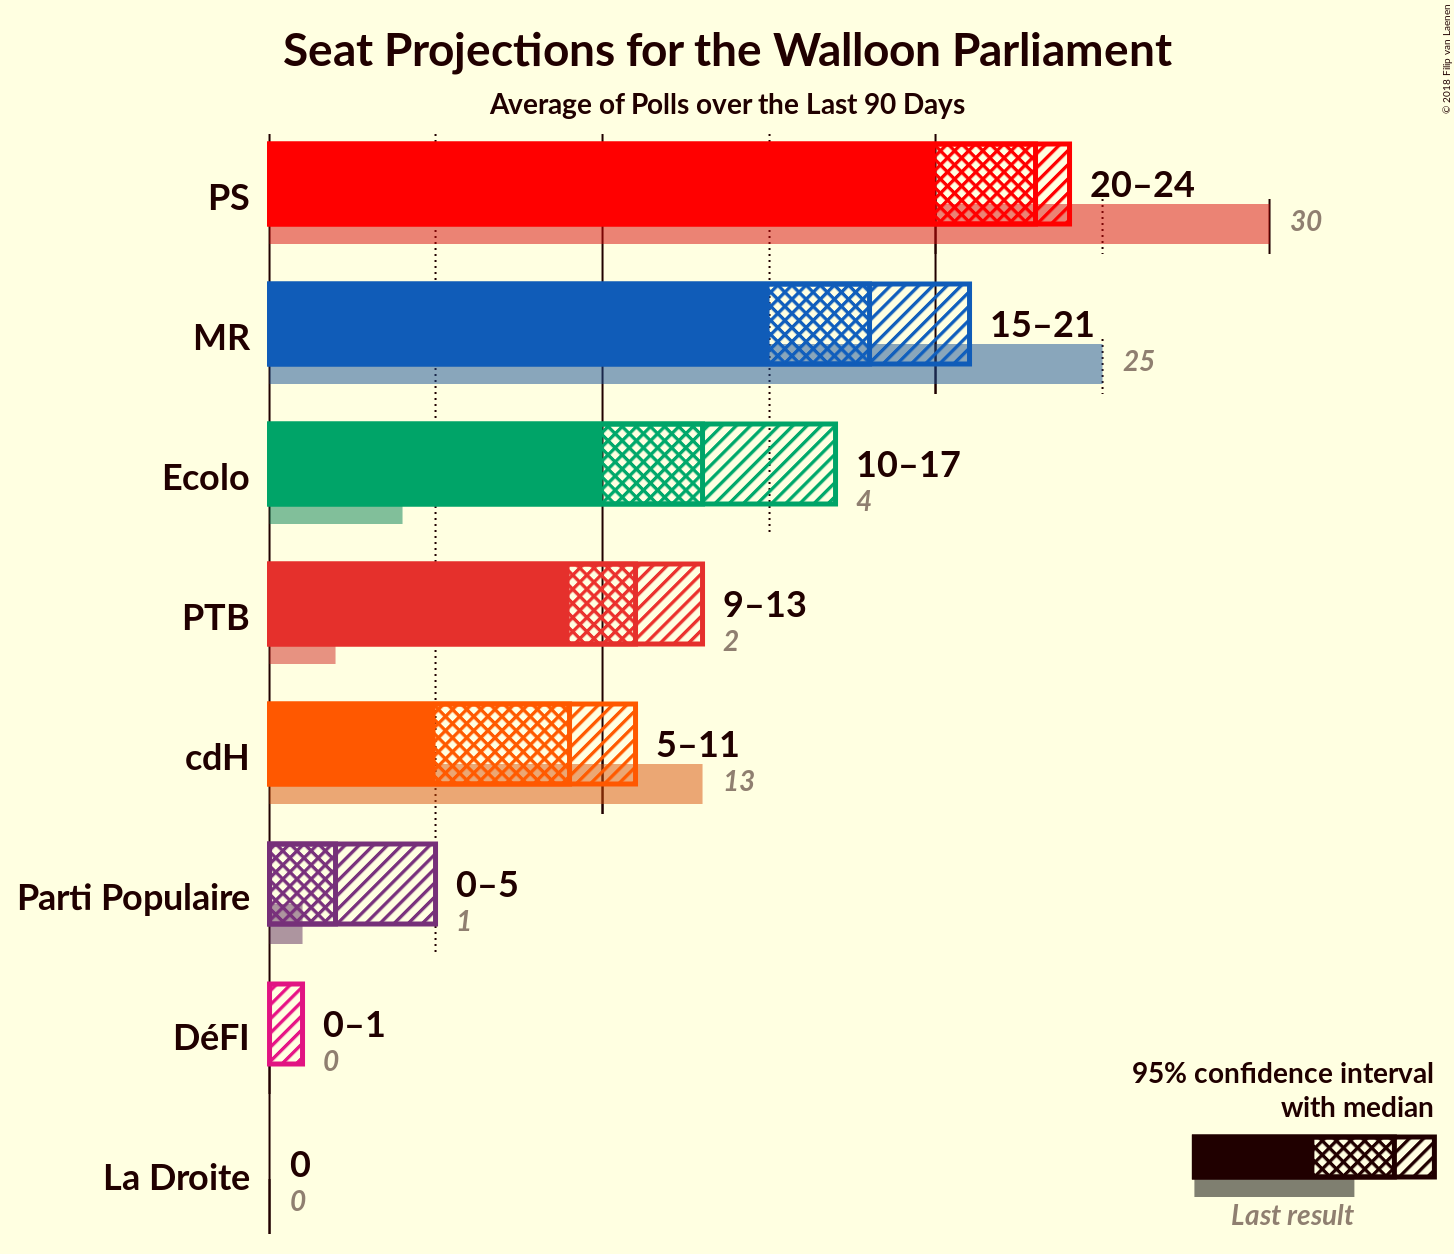 Seat Projections for the Walloon Parliament
Average of Polls over the Last 90 Days
© 2018 Filip van Laenen
PS
20–24
30
MR
15–21
25
Ecolo
10–17
4
PTB
9–13
2
cdH
5–11
13
Parti Populaire
0–5
1
DéFI
0–1
0
La Droite
0
0
95% confidence interval
with median
Last result